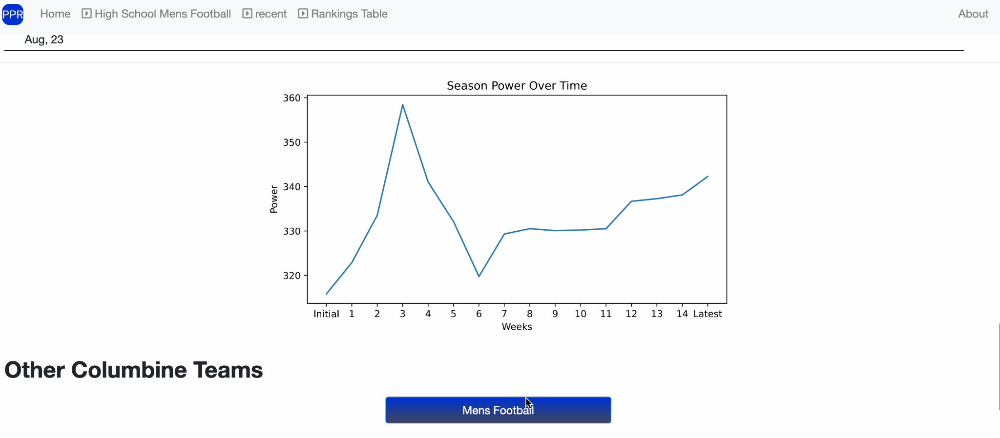 PPR Home High School Mens Football recent Rankings Table About
Aug, 23
Season Power Over Time
360
350
340
330
320
Power
Initial 1 2 3 4 5 6 7 8 9 10 11 12 13 14 Latest
Weeks
Other Columbine Teams
Mens Football